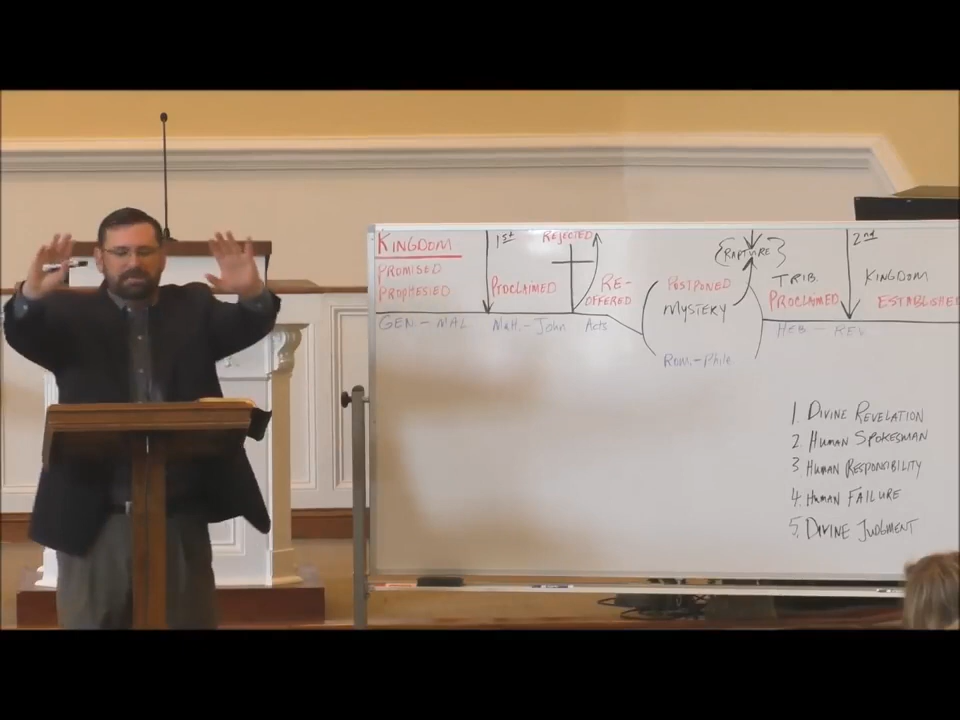 KINGDOM
PROMISED
PROPHESIED
GEN. - MAL
1st
PROCLAIMED
Matt. - John
REJECTED
RE-
OFFERED
Acts
POSTPONED
MYSTERY
Rom. - Phile
{RAPTURE}
TRIB.
PROCLAIMED
HEB - REV
2nd
KINGDOM
ESTABLISHED
1. DIVINE REVELATION
2. HUMAN SPOKESMAN
3 HUMAN RESPONSIBILITY
4. HUMAN FAILURE
5. DIVINE JUDGMENT